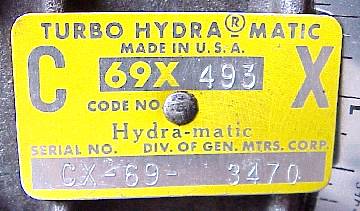 TURBO HYDRA® MATIC
MADE IN U.S.A.
C 69X 493 X
CODE NO.
Hydra-matic
SERIAL NO. DIV. OF GEN. MTRS. CORP.
CX-69- 3470